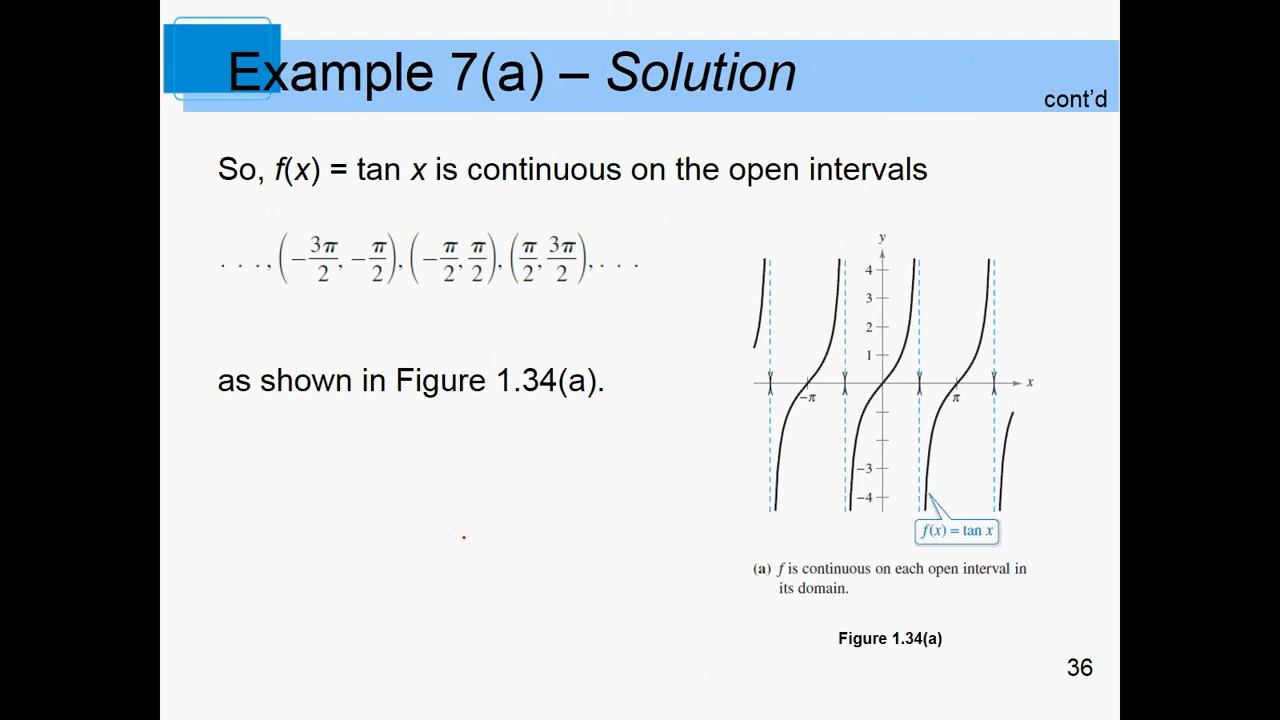 Example 7(a) – Solution
cont’d
So, f(x) = tan x is continuous on the open intervals
. . . , (−3π/2, −π/2), (−π/2, π/2), (π/2, 3π/2), . . .
as shown in Figure 1.34(a).
y
4
3
2
1
x
−π
π
−3
−4
f(x) = tan x
(a) f is continuous on each open interval in
its domain.
Figure 1.34(a)
36